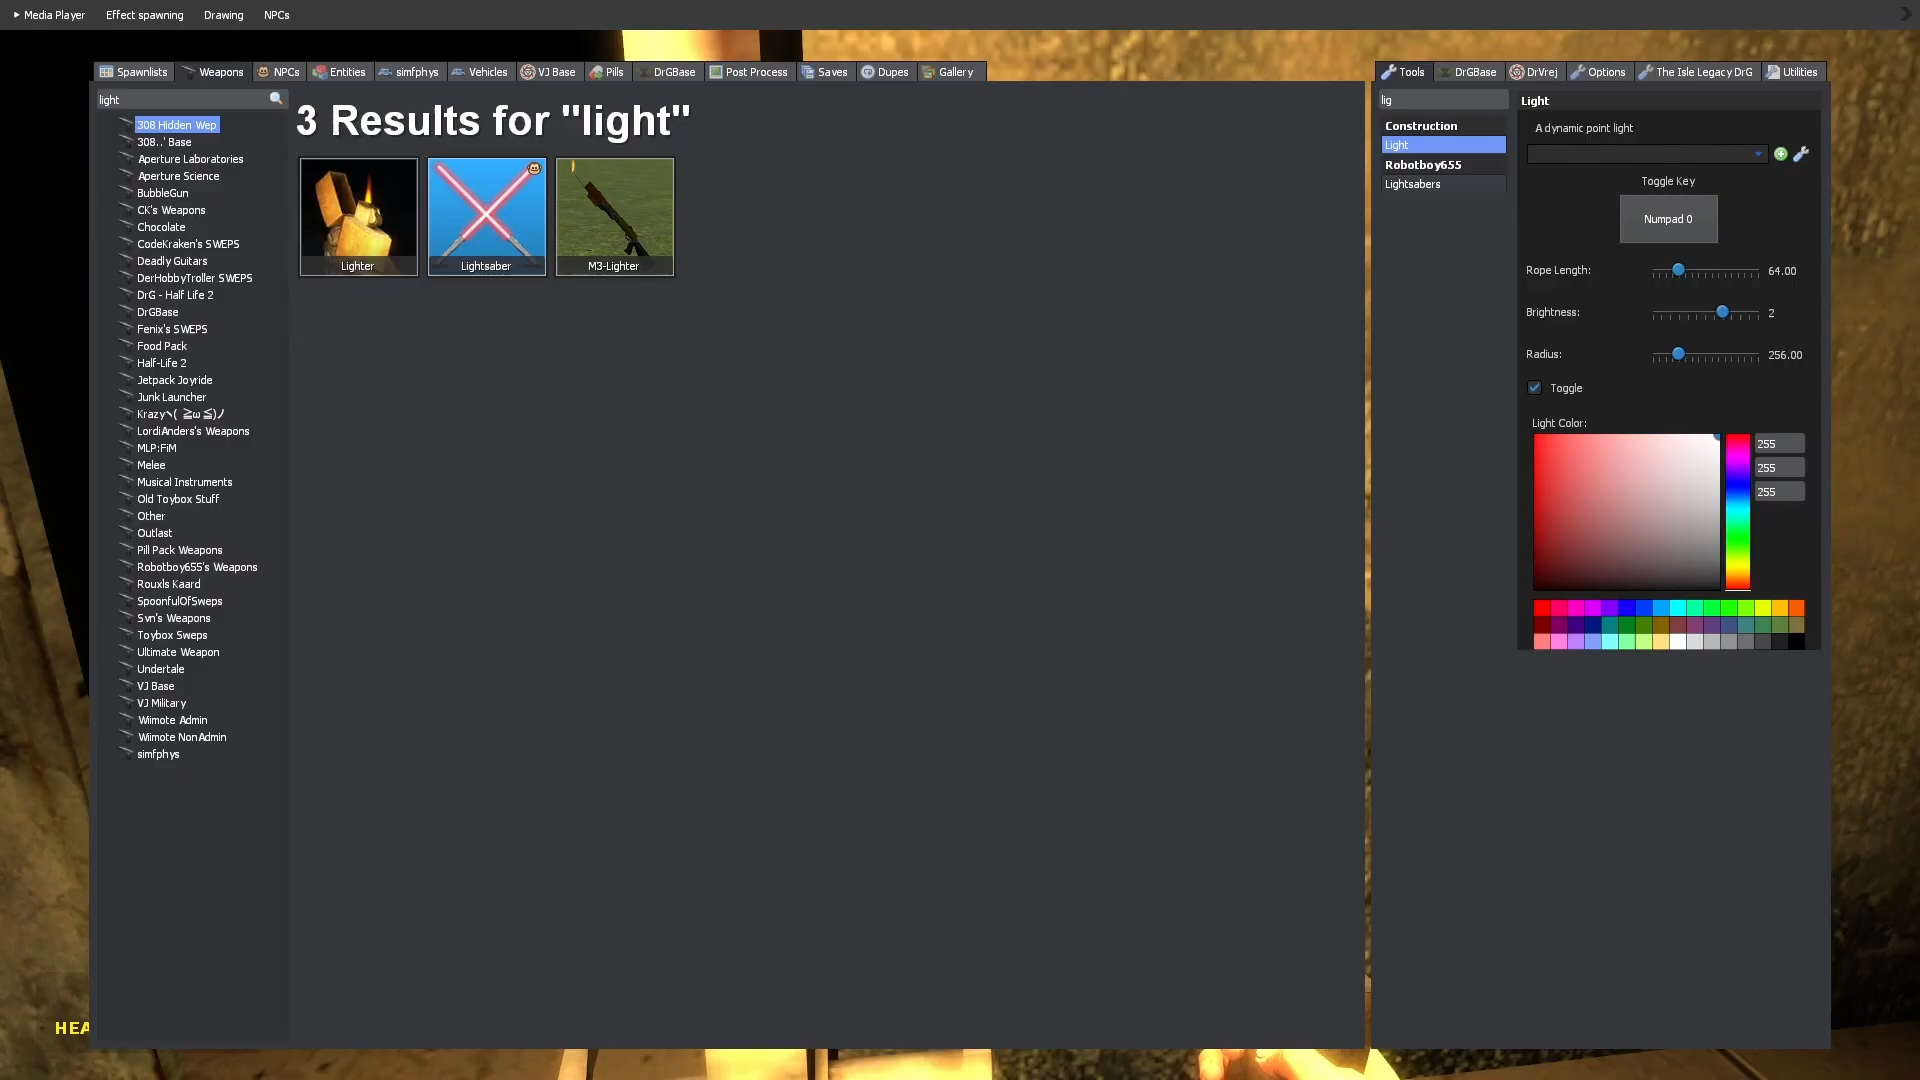 Media Player Effect spawning Drawing NPCs
Spawnlists Weapons NPCs Entities simfphys Vehicles VJ Base Pills DrGBase Post Process Saves Dupes Gallery
light
308 Hidden Wep
308..' Base
Aperture Laboratories
Aperture Science
BubbleGun
CK's Weapons
Chocolate
CodeKraken's SWEPS
Deadly Guitars
DerHobbyTroller SWEPS
DrG - Half Life 2
DrGBase
Fenix's SWEPS
Food Pack
Half-Life 2
Jetpack Joyride
Junk Launcher
Krazyヽ( ≧ω≦)ノ
LordiAnders's Weapons
MLP:FiM
Melee
Musical Instruments
Old Toybox Stuff
Other
Outlast
Pill Pack Weapons
Robotboy655's Weapons
Rouxls Kaard
SpoonfulOfSweps
Svn's Weapons
Toybox Sweps
Ultimate Weapon
Undertale
VJ Base
VJ Military
Wiimote Admin
Wiimote NonAdmin
simfphys
3 Results for "light"
Lighter
Lightsaber
M3-Lighter
Tools DrGBase DrVrej Options The Isle Legacy DrG Utilities
lig
Construction
Light
Robotboy655
Lightsabers
Light
A dynamic point light
Toggle Key
Numpad 0
Rope Length: 64.00
Brightness: 2
Radius: 256.00
Toggle
Light Color:
255
255
255
HEA